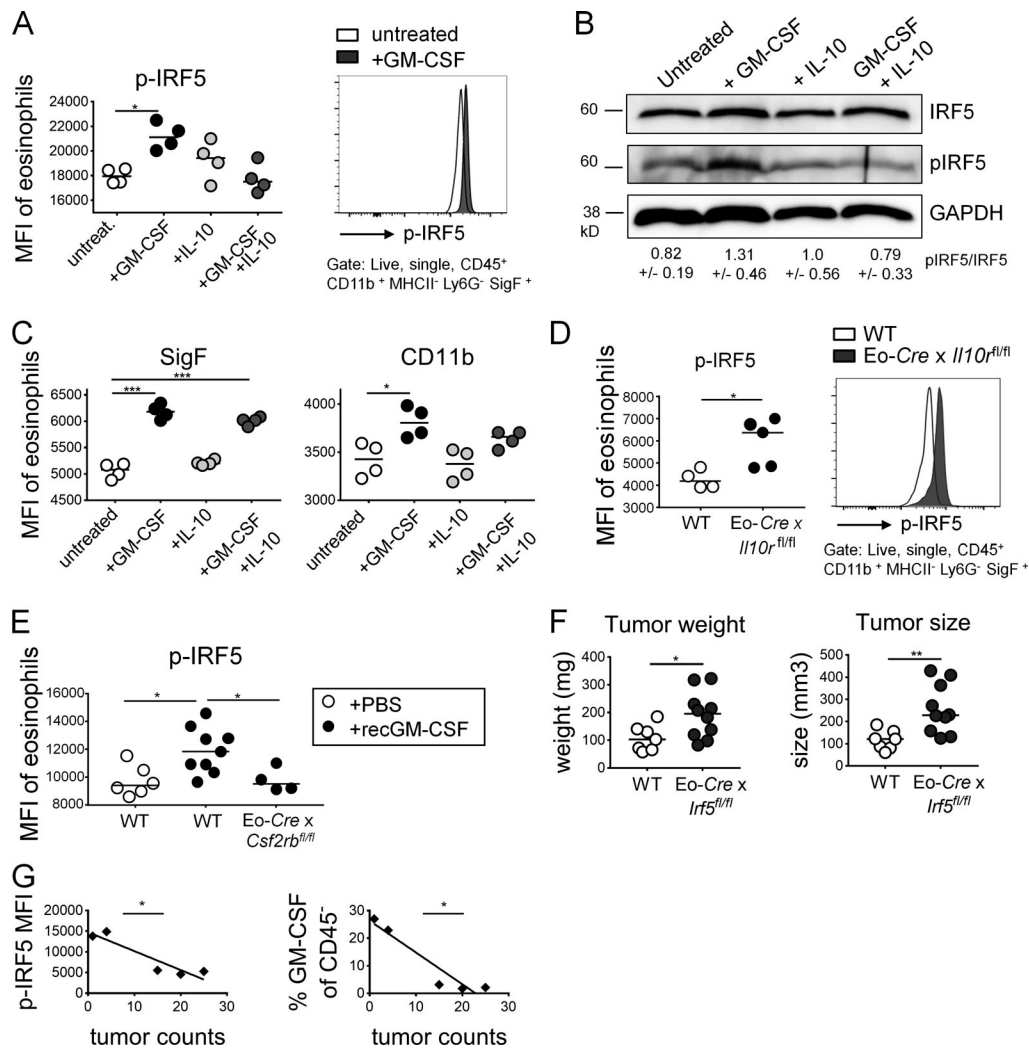 A
p-IRF5
MFI of eosinophils
24000
22000
20000
18000
16000
*
untreat.
+GM-CSF
+IL-10
+GM-CSF
+IL-10
untreated
+GM-CSF
p-IRF5
Gate: Live, single, CD45+
CD11b + MHCII- Ly6G- SigF +
B
Untreated
+ GM-CSF
+ IL-10
GM-CSF
+ IL-10
60
IRF5
60
pIRF5
38
kD
GAPDH
0.82
+/- 0.19
1.31
+/- 0.46
1.0
+/- 0.56
0.79
+/- 0.33
pIRF5/IRF5
C
SigF
MFI of eosinophils
6500
6000
5500
5000
4500
***
***
untreated
+GM-CSF
+IL-10
+GM-CSF
+IL-10
CD11b
4000
3500
3000
*
untreated
+GM-CSF
+IL-10
+GM-CSF
+IL-10
D
p-IRF5
MFI of eosinophils
8000
7000
6000
5000
4000
3000
*
WT
Eo-Cre x
Il10r fl/fl
WT
Eo-Cre x Il10rfl/fl
p-IRF5
Gate: Live, single, CD45+
CD11b + MHCII- Ly6G- SigF +
E
p-IRF5
MFI of eosinophils
16000
14000
12000
10000
8000
*
*
WT
WT
Eo-Cre x
Csf2rbfl/fl
+PBS
+recGM-CSF
F
Tumor weight
weight (mg)
400
300
200
100
0
*
WT
Eo-Cre x
Irf5fl/fl
Tumor size
size (mm3)
500
400
300
200
100
0
**
WT
Eo-Cre x
Irf5fl/fl
G
p-IRF5 MFI
20000
15000
10000
5000
0
*
0
10
20
30
tumor counts
% GM-CSF
of CD45-
30
20
10
0
*
0
10
20
30
tumor counts